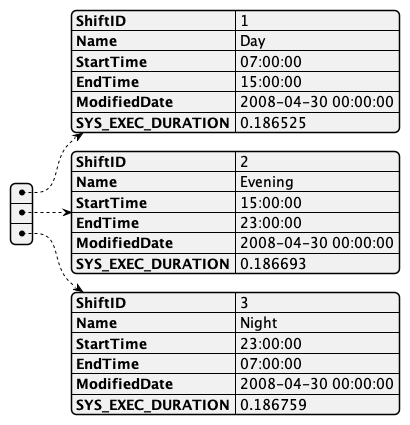 ShiftID 1
Name Day
StartTime 07:00:00
EndTime 15:00:00
ModifiedDate 2008-04-30 00:00:00
SYS_EXEC_DURATION 0.186525
ShiftID 2
Name Evening
StartTime 15:00:00
EndTime 23:00:00
ModifiedDate 2008-04-30 00:00:00
SYS_EXEC_DURATION 0.186693
ShiftID 3
Name Night
StartTime 23:00:00
EndTime 07:00:00
ModifiedDate 2008-04-30 00:00:00
SYS_EXEC_DURATION 0.186759